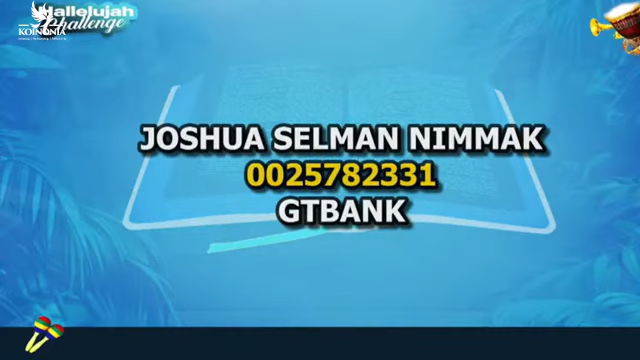 Hallelujah
Challenge
KOINONIA
JOSHUA SELMAN NIMMAK
0025782331
GTBANK